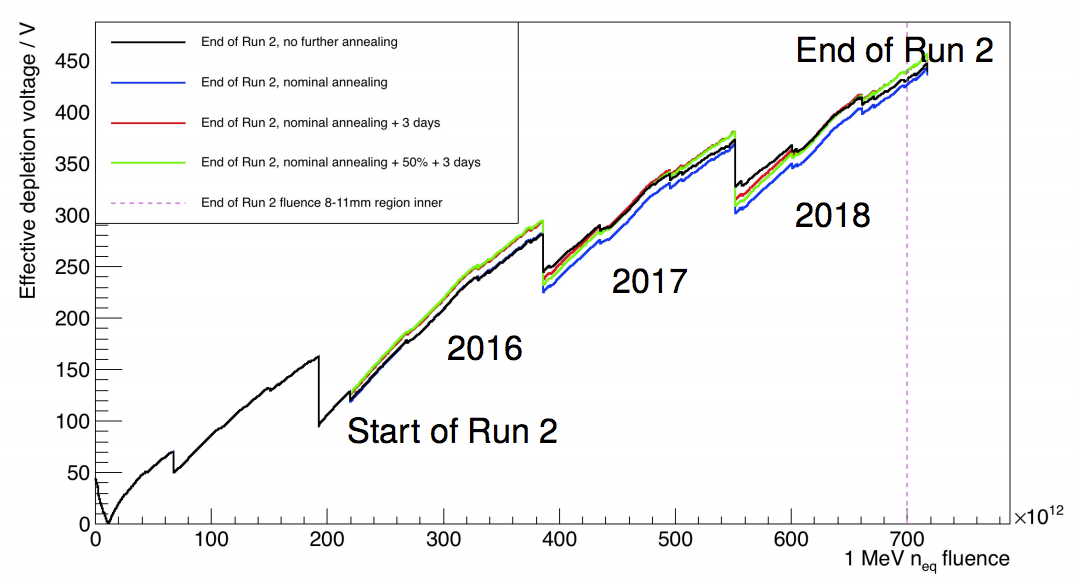 Effective depletion voltage / V
450
400
350
300
250
200
150
100
50
0
End of Run 2, no further annealing
End of Run 2, nominal annealing
End of Run 2, nominal annealing + 3 days
End of Run 2, nominal annealing + 50% + 3 days
End of Run 2 fluence 8-11mm region inner
End of Run 2
2018
2017
2016
Start of Run 2
0 100 200 300 400 500 600 700
×10¹²
1 MeV nₑq fluence